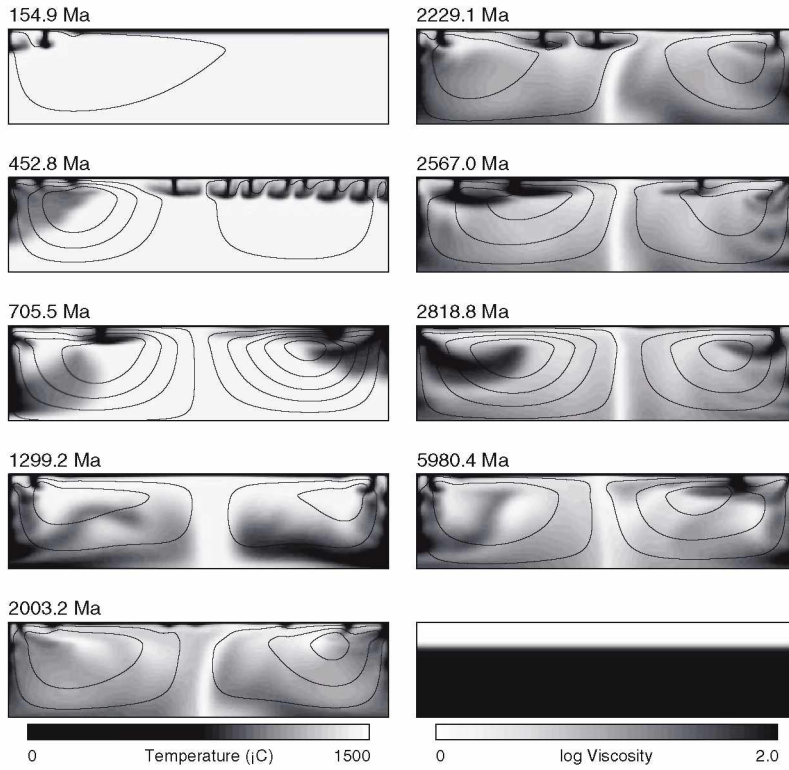 154.9 Ma
452.8 Ma
705.5 Ma
1299.2 Ma
2003.2 Ma
0 Temperature (¡C) 1500
2229.1 Ma
2567.0 Ma
2818.8 Ma
5980.4 Ma
0 log Viscosity 2.0